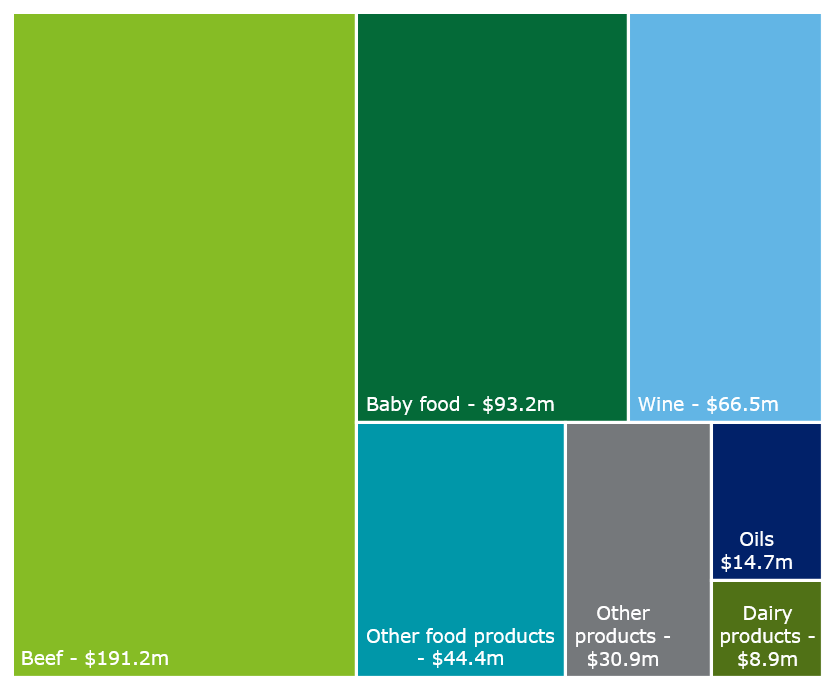 Baby food - $93.2m
Wine - $66.5m
Oils
$14.7m
Beef - $191.2m
Other food products
- $44.4m
Other
products -
$30.9m
Dairy
products -
$8.9m